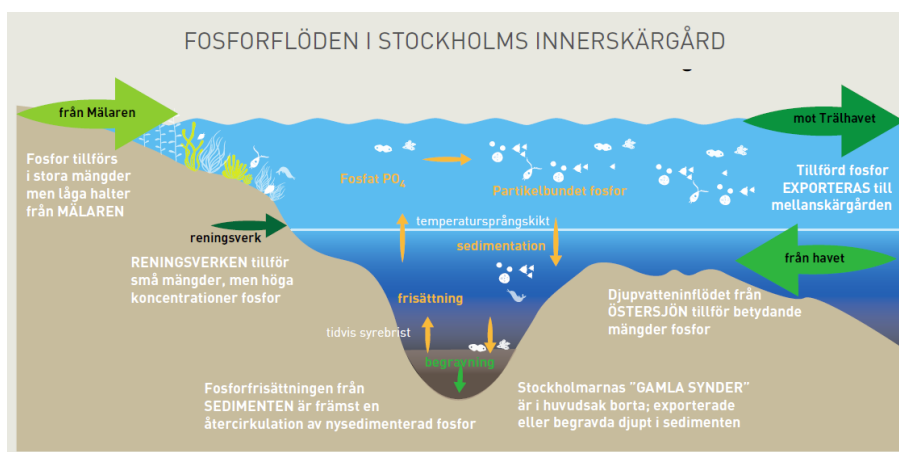 FOSFORFLÖDEN I STOCKHOLMS INNERSKÄRGÅRD
från Mälaren
mot Trälhavet
Fosfor tillförs
i stora mängder
men låga halter
från MÄLAREN
Fosfat PO4
Partikelbundet fosfor
Tillförd fosfor
EXPORTERAS till
mellanskärgården
temperatursprångskikt
reningsverk
sedimentation
från havet
RENINGSVERKEN tillför
små mängder, men höga
koncentrationer fosfor
frisättning
Djupvatteninflödet från
ÖSTERSJÖN tillför betydande
mängder fosfor
tidvis syrebrist
begravning
Fosforfrisättningen från
SEDIMENTEN är främst en
återcirkulation av nysedimenterad fosfor
Stockholmarnas ”GAMLA SYNDER”
är i huvudsak borta; exporterade
eller begravda djupt i sedimenten